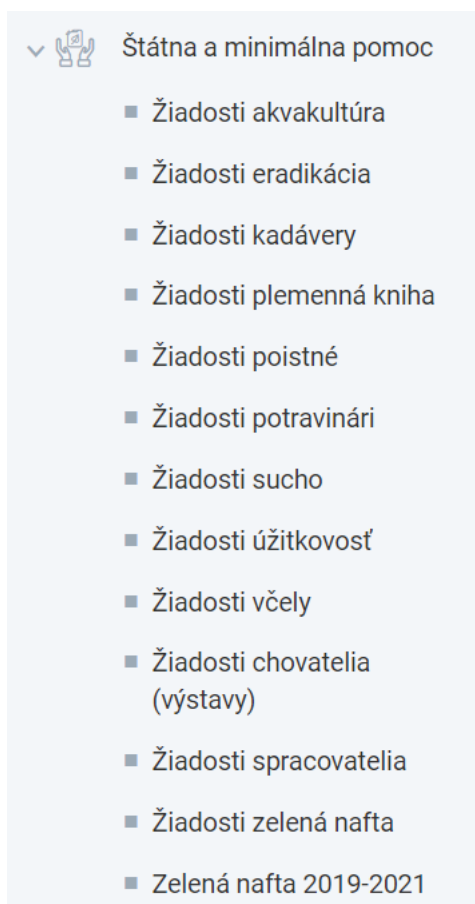 Štátna a minimálna pomoc
Žiadosti akvakultúra
Žiadosti eradikácia
Žiadosti kadávery
Žiadosti plemenná kniha
Žiadosti poistné
Žiadosti potravinári
Žiadosti sucho
Žiadosti úžitkovosť
Žiadosti včely
Žiadosti chovatelia
(výstavy)
Žiadosti spracovatelia
Žiadosti zelená nafta
Zelená nafta 2019-2021